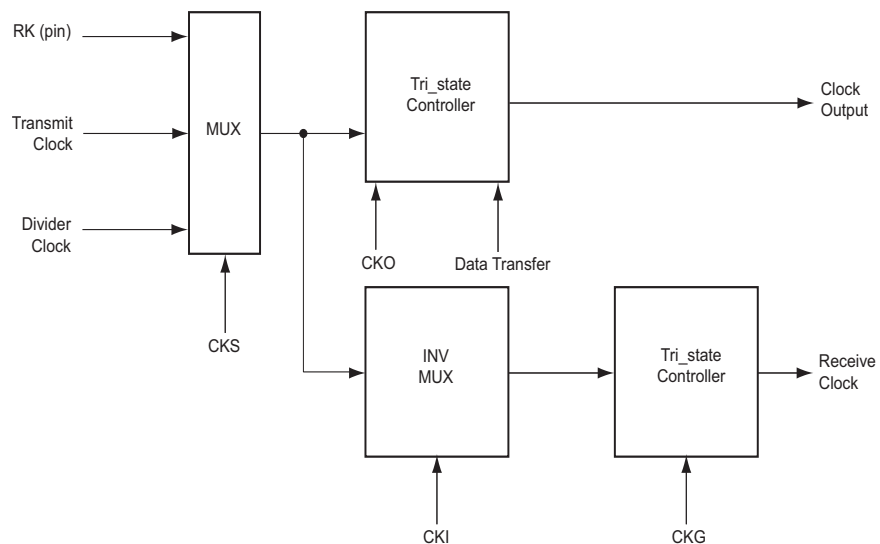 RK (pin)
Tri_state
Controller
Clock
Output
Transmit
Clock
MUX
Divider
Clock
CKO
Data Transfer
CKS
INV
MUX
Tri_state
Controller
Receive
Clock
CKI
CKG